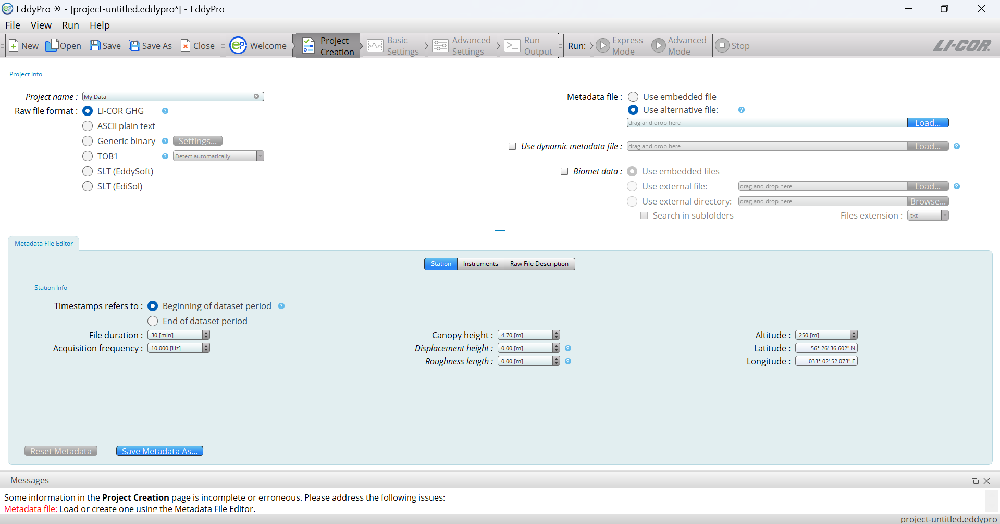 EddyPro ® - [project-untitled.eddypro*] - EddyPro
File View Run Help
New Open Save Save As Close Welcome Project Creation Basic Settings Advanced Settings Run Output Run: Express Mode Advanced Mode Stop LI-COR
Project Info
Project name : My Data
Metadata file : Use embedded file
Raw file format : LI-COR GHG ?
Use alternative file: ?
drag and drop here Load...
ASCII plain text
Generic binary ? Settings...
Use dynamic metadata file : drag and drop here Load... ?
TOB1 ? Detect automatically
SLT (EddySoft)
Biomet data : Use embedded files
SLT (EdiSol)
Use external file: drag and drop here Load... ?
Use external directory: drag and drop here Browse...
Search in subfolders Files extension : txt
Metadata File Editor
Station Instruments Raw File Description
Station Info
Timestamps refers to : Beginning of dataset period ?
End of dataset period
File duration : 30 [min] Canopy height : 4.70 [m] Altitude : 250 [m]
Acquisition frequency : 10.000 [Hz] Displacement height : 0.00 [m] ? Latitude : 56° 26' 36.602" N
Roughness length : 0.00 [m] ? Longitude : 033° 02' 52.073" E
Reset Metadata Save Metadata As...
Messages
Some information in the Project Creation page is incomplete or erroneous. Please address the following issues:
Metadata file: Load or create one using the Metadata File Editor.
project-untitled.eddypro